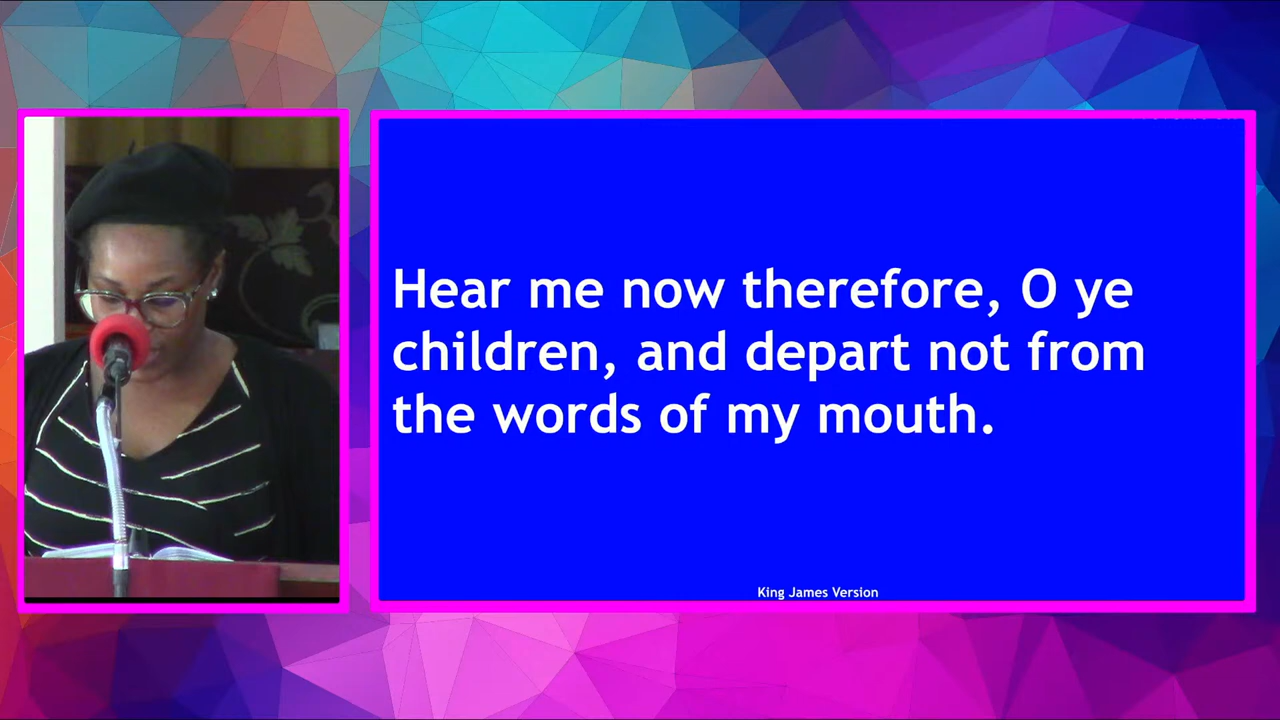 Hear me now therefore, O ye
children, and depart not from
the words of my mouth.
King James Version